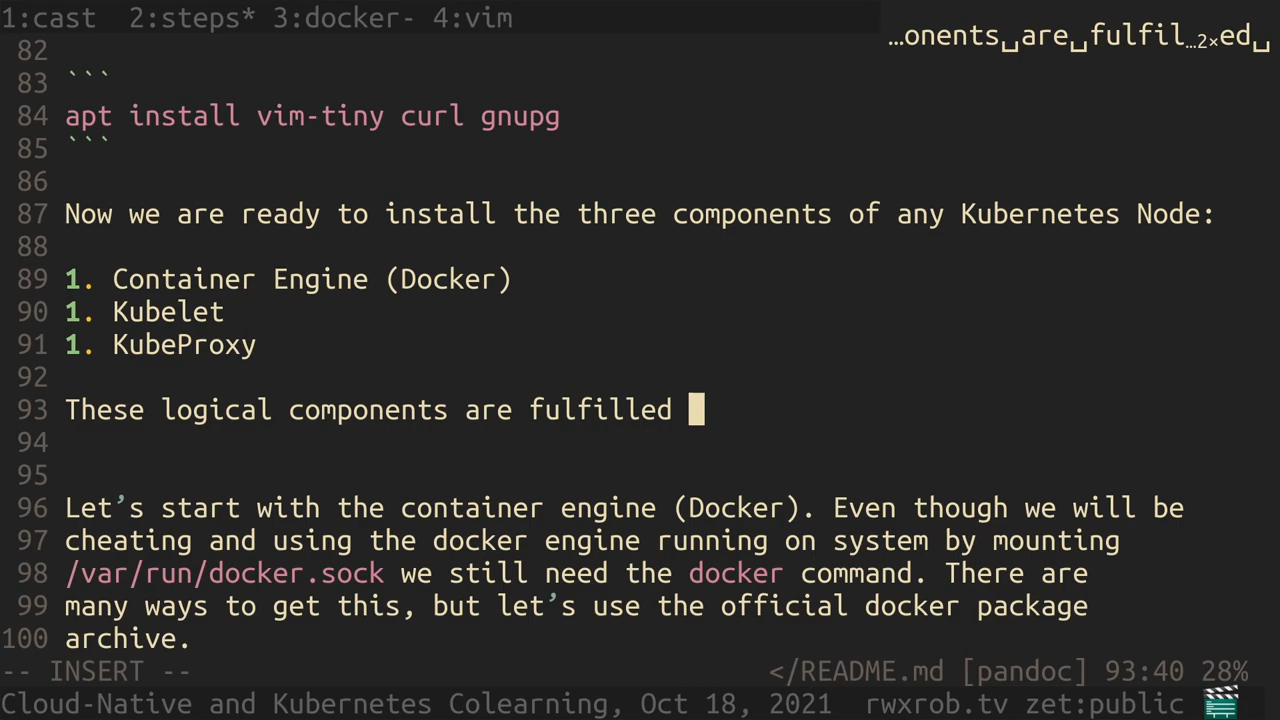 1:cast  2:steps* 3:docker- 4:vim
…onents␣are␣fulfil…2×ed␣
82
83 ```
84 apt install vim-tiny curl gnupg
85 ```
86
87 Now we are ready to install the three components of any Kubernetes Node:
88
89 1. Container Engine (Docker)
90 1. Kubelet
91 1. KubeProxy
92
93 These logical components are fulfilled
94
95
96 Let’s start with the container engine (Docker). Even though we will be
97 cheating and using the docker engine running on system by mounting
98 /var/run/docker.sock we still need the docker command. There are
99 many ways to get this, but let’s use the official docker package
100 archive.
-- INSERT -- </README.md [pandoc] 93:40 28%
Cloud-Native and Kubernetes Colearning, Oct 18, 2021 rwxrob.tv zet:public